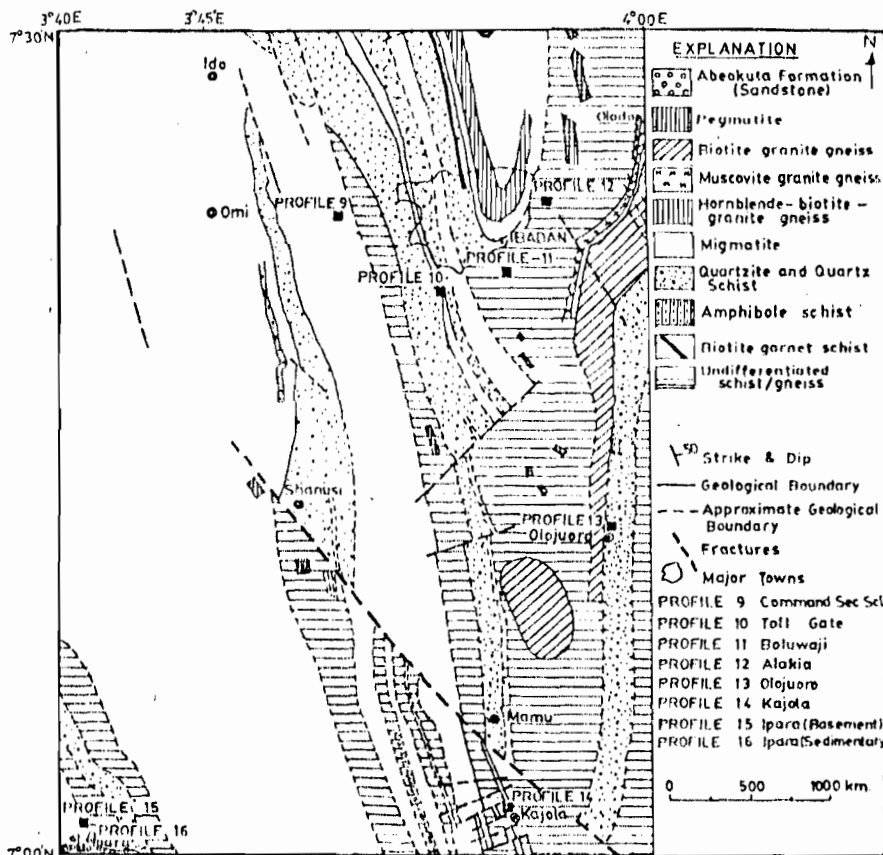 3°40E
3°45E
4°00E
7°30N
Ido
Omi
PROFILE 9
PROFILE 12
IBADAN
PROFILE-11
PROFILE 10
Shanusi
PROFILE 13
Olojuoro
Mamu
PROFILE 14
Kajola
PROFILE 15
PROFILE 16
7°00N
EXPLANATION
N
Abeokuta Formation
(Sandstone)
Pegmatite
Biotite granite gneiss
Muscovite granite gneiss
Hornblende-biotite-
granite gneiss
Migmatite
Quartzite and Quartz
Schist
Amphibole schist
Biotite garnet schist
Undifferentiated
schist/gneiss
50 Strike & Dip
Geological Boundary
Approximate Geological
Boundary
Fractures
Major Towns
PROFILE 9 Command Sec Scl
PROFILE 10 Toll Gate
PROFILE 11 Boluwaji
PROFILE 12 Alakia
PROFILE 13 Olojuoro
PROFILE 14 Kajola
PROFILE 15 Ipara(Basement)
PROFILE 16 Ipara(Sedimentary
0 500 1000 km.